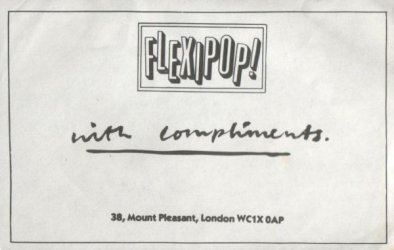 FLEXIPOP!
with compliments.
38, Mount Pleasant, London WC1X 0AP